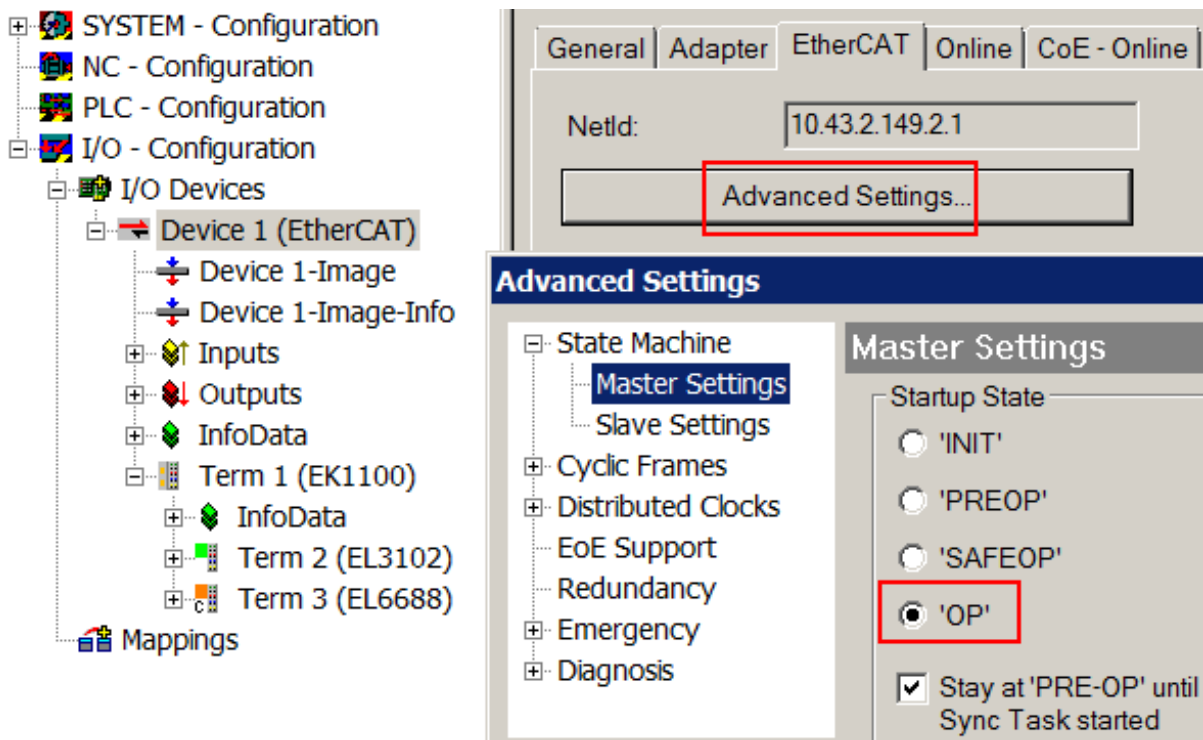 SYSTEM - Configuration
NC - Configuration
PLC - Configuration
I/O - Configuration
I/O Devices
Device 1 (EtherCAT)
Device 1-Image
Device 1-Image-Info
Inputs
Outputs
InfoData
Term 1 (EK1100)
InfoData
Term 2 (EL3102)
Term 3 (EL6688)
c
Mappings
General Adapter EtherCAT Online CoE - Online
NetId: 10.43.2.149.2.1
Advanced Settings...
Advanced Settings
State Machine
Master Settings
Slave Settings
Cyclic Frames
Distributed Clocks
EoE Support
Redundancy
Emergency
Diagnosis
Master Settings
Startup State
'INIT'
'PREOP'
'SAFEOP'
'OP'
Stay at 'PRE-OP' until
Sync Task started